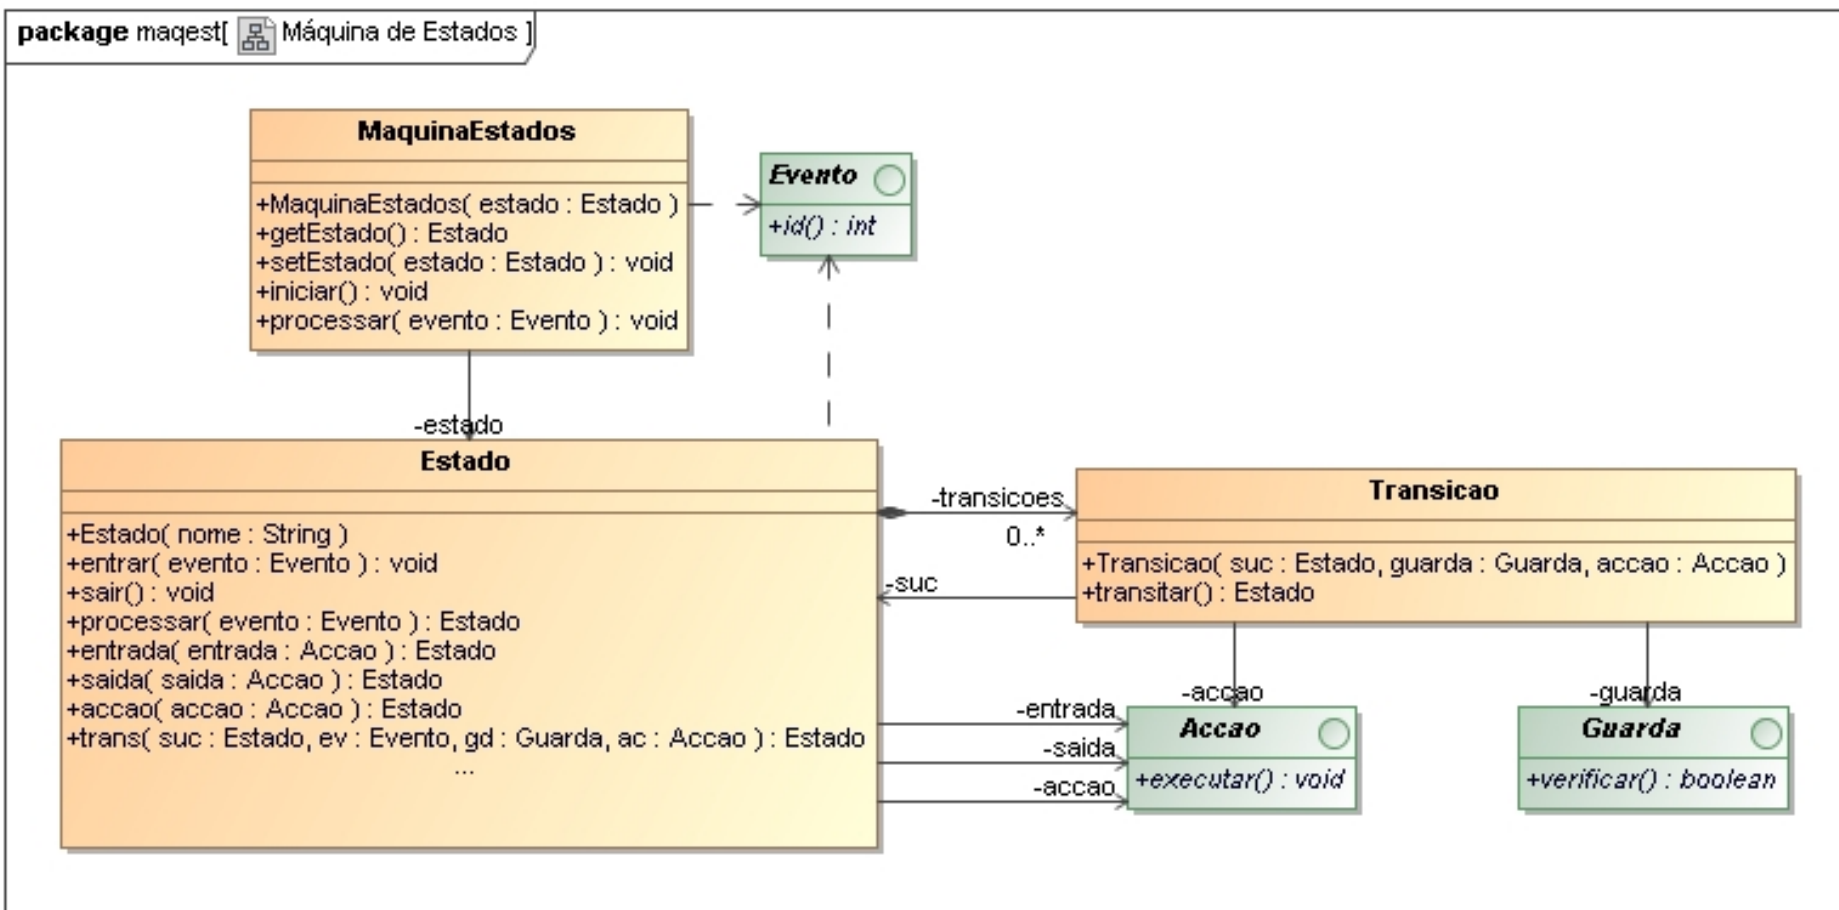 package maqest[ Máquina de Estados ]
MaquinaEstados
+MaquinaEstados( estado : Estado )
+getEstado() : Estado
+setEstado( estado : Estado ) : void
+iniciar() : void
+processar( evento : Evento ) : void
Evento
+id() : int
-estado
Estado
+Estado( nome : String )
+entrar( evento : Evento ) : void
+sair() : void
+processar( evento : Evento ) : Estado
+entrada( entrada : Accao ) : Estado
+saida( saida : Accao ) : Estado
+accao( accao : Accao ) : Estado
+trans( suc : Estado, ev : Evento, gd : Guarda, ac : Accao ) : Estado
...
-transicoes
0..*
-suc
Transicao
+Transicao( suc : Estado, guarda : Guarda, accao : Accao )
+transitar() : Estado
-accao
-guarda
-entrada
-saida
-accao
Accao
+executar() : void
Guarda
+verificar() : boolean